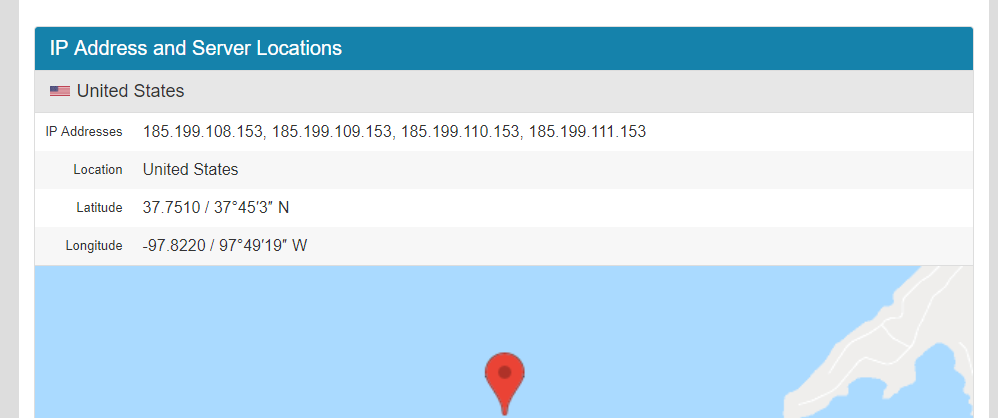 IP Address and Server Locations
United States
IP Addresses 185.199.108.153, 185.199.109.153, 185.199.110.153, 185.199.111.153
Location United States
Latitude 37.7510 / 37°45′3″ N
Longitude -97.8220 / 97°49′19″ W